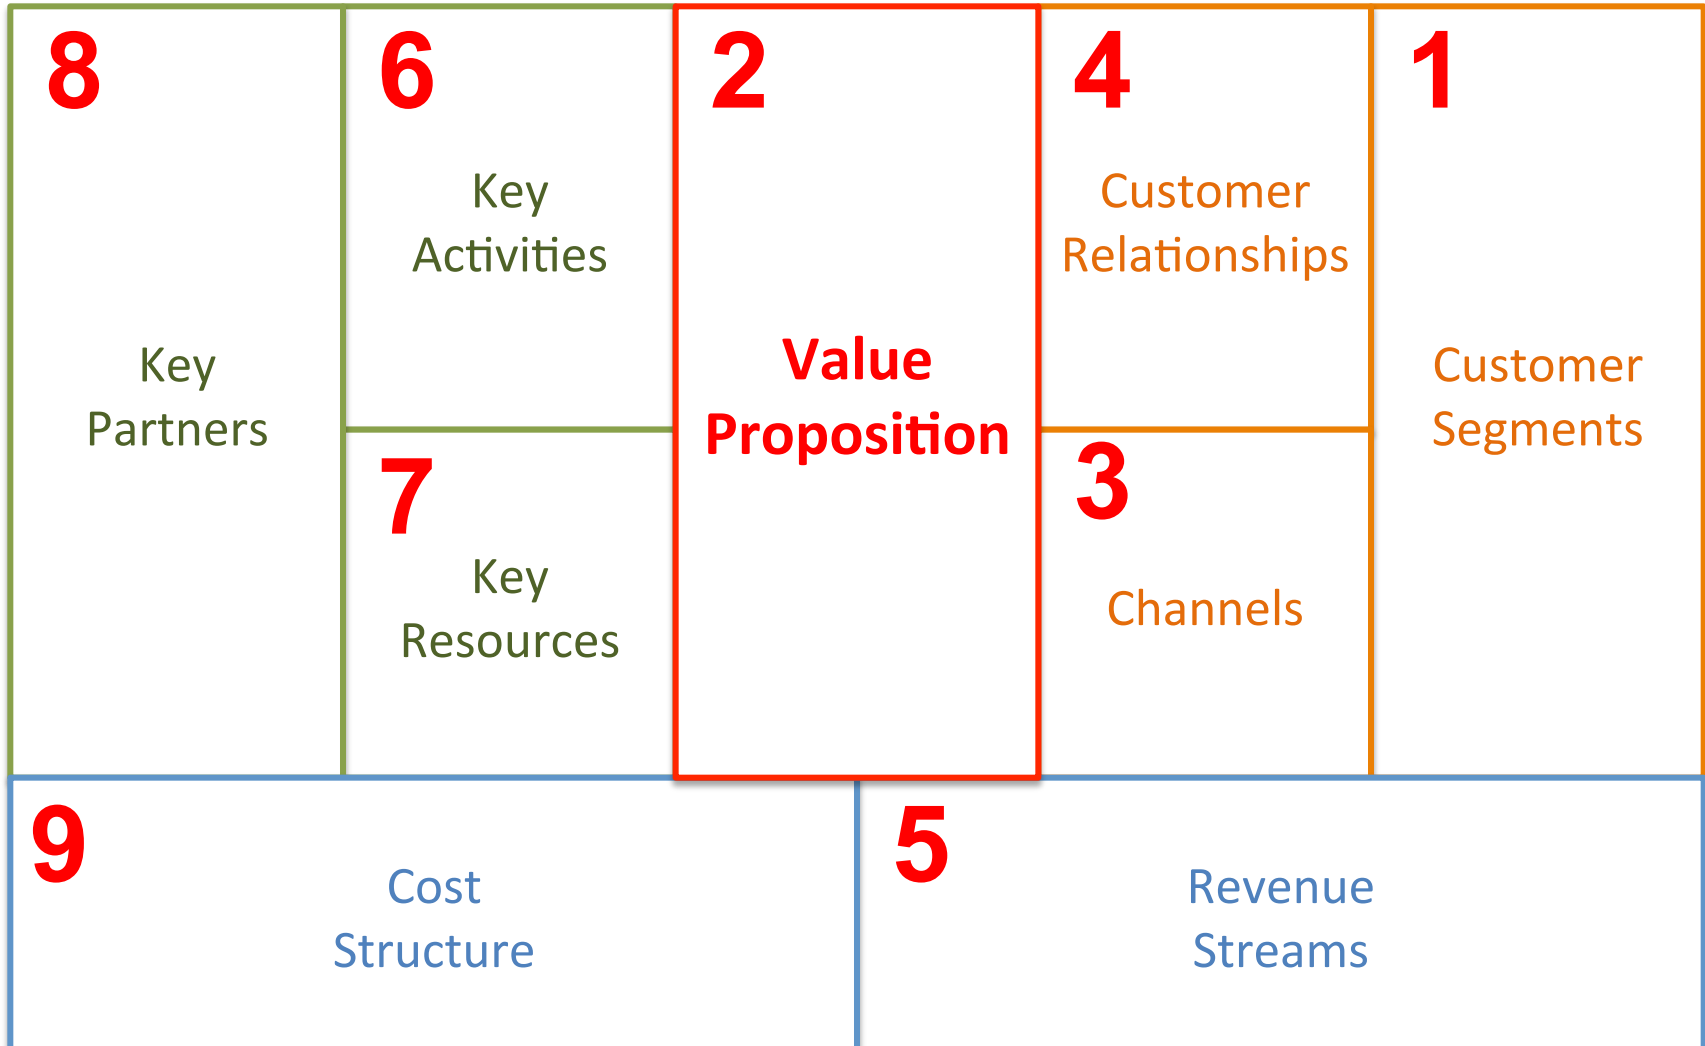 8
Key
Partners
6
Key
Activities
7
Key
Resources
2
Value
Proposition
4
Customer
Relationships
3
Channels
1
Customer
Segments
9
Cost
Structure
5
Revenue
Streams